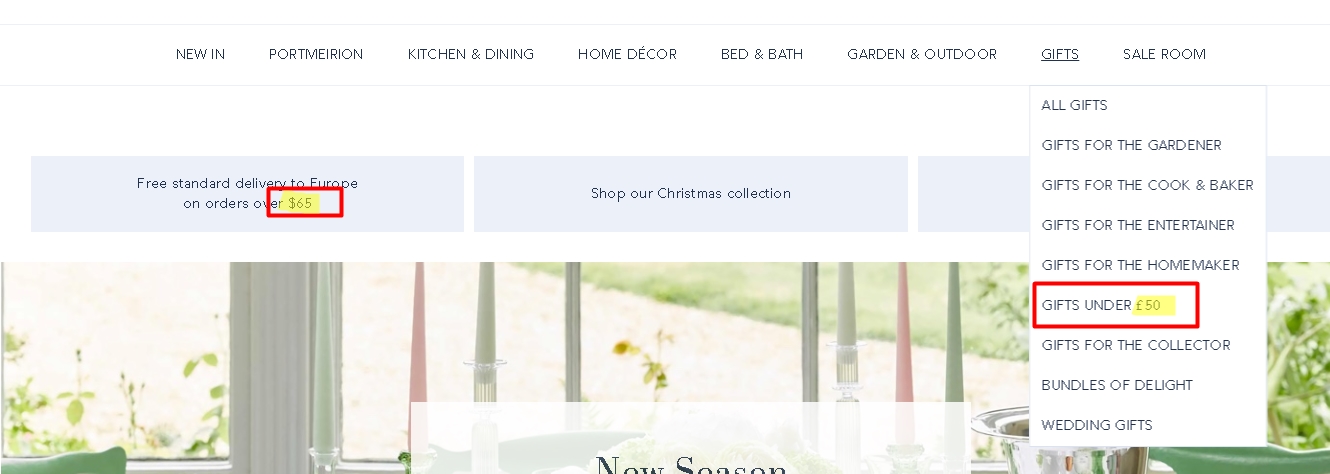 NEW IN
PORTMEIRION
KITCHEN & DINING
HOME DÉCOR
BED & BATH
GARDEN & OUTDOOR
GIFTS
SALE ROOM
ALL GIFTS
GIFTS FOR THE GARDENER
GIFTS FOR THE COOK & BAKER
GIFTS FOR THE ENTERTAINER
GIFTS FOR THE HOMEMAKER
GIFTS UNDER £50
GIFTS FOR THE COLLECTOR
BUNDLES OF DELIGHT
WEDDING GIFTS
Free standard delivery to Europe
on orders over $65
Shop our Christmas collection
New Season